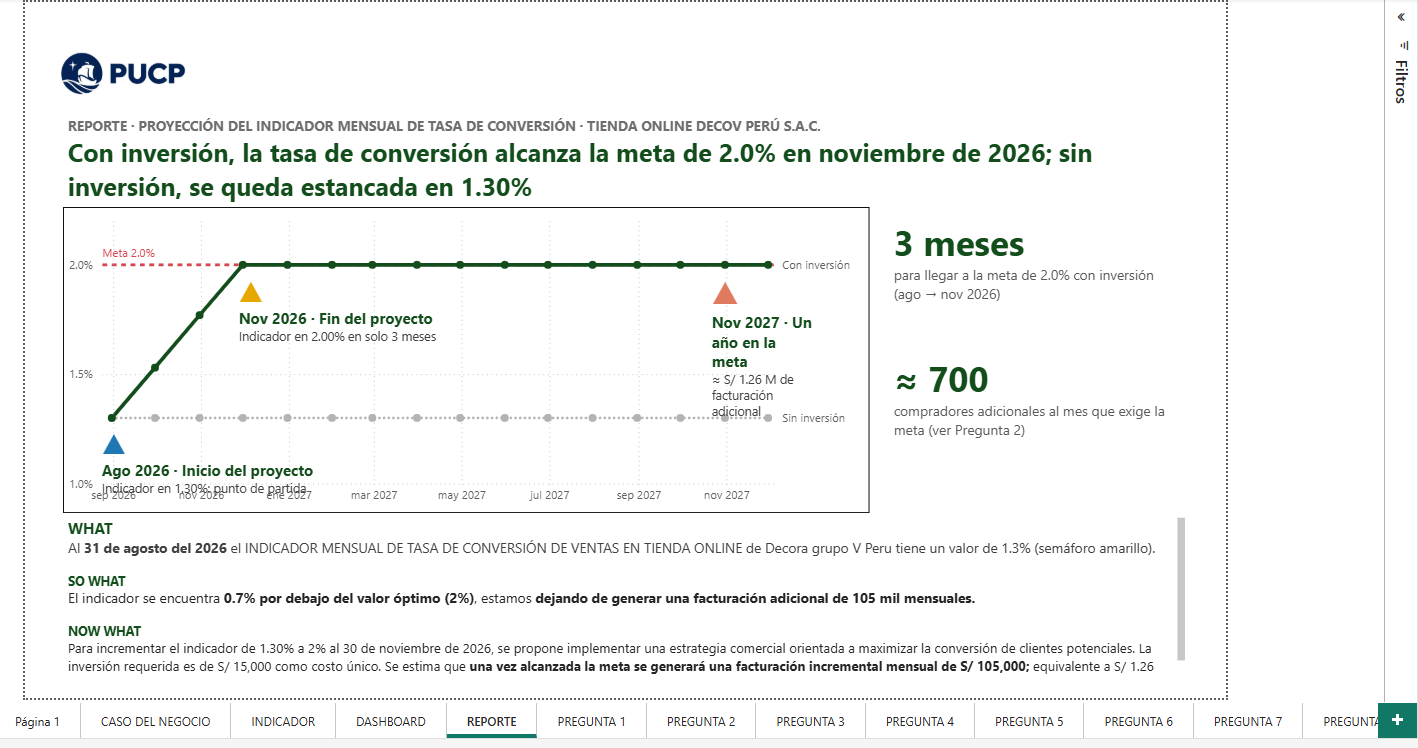 «
Filtros
PUCP
REPORTE · PROYECCIÓN DEL INDICADOR MENSUAL DE TASA DE CONVERSIÓN · TIENDA ONLINE DECOV PERÚ S.A.C.
Con inversión, la tasa de conversión alcanza la meta de 2.0% en noviembre de 2026; sin
inversión, se queda estancada en 1.30%
Meta 2.0%
2.0%
Con inversión
Nov 2026 · Fin del proyecto
Indicador en 2.00% en solo 3 meses
Nov 2027 · Un
año en la
meta
≈ S/ 1.26 M de
facturación
adicional
1.5%
Sin inversión
Ago 2026 · Inicio del proyecto
Indicador en 1.30%: punto de partida
1.0%
sep 2026
nov 2026
ene 2027
mar 2027
may 2027
jul 2027
sep 2027
nov 2027
3 meses
para llegar a la meta de 2.0% con inversión
(ago → nov 2026)
≈ 700
compradores adicionales al mes que exige la
meta (ver Pregunta 2)
WHAT
Al 31 de agosto del 2026 el INDICADOR MENSUAL DE TASA DE CONVERSIÓN DE VENTAS EN TIENDA ONLINE de Decora grupo V Peru tiene un valor de 1.3% (semáforo amarillo).
SO WHAT
El indicador se encuentra 0.7% por debajo del valor óptimo (2%), estamos dejando de generar una facturación adicional de 105 mil mensuales.
NOW WHAT
Para incrementar el indicador de 1.30% a 2% al 30 de noviembre de 2026, se propone implementar una estrategia comercial orientada a maximizar la conversión de clientes potenciales. La
inversión requerida es de S/ 15,000 como costo único. Se estima que una vez alcanzada la meta se generará una facturación incremental mensual de S/ 105,000; equivalente a S/ 1.26
Página 1
CASO DEL NEGOCIO
INDICADOR
DASHBOARD
REPORTE
PREGUNTA 1
PREGUNTA 2
PREGUNTA 3
PREGUNTA 4
PREGUNTA 5
PREGUNTA 6
PREGUNTA 7
PREGUNTA
+